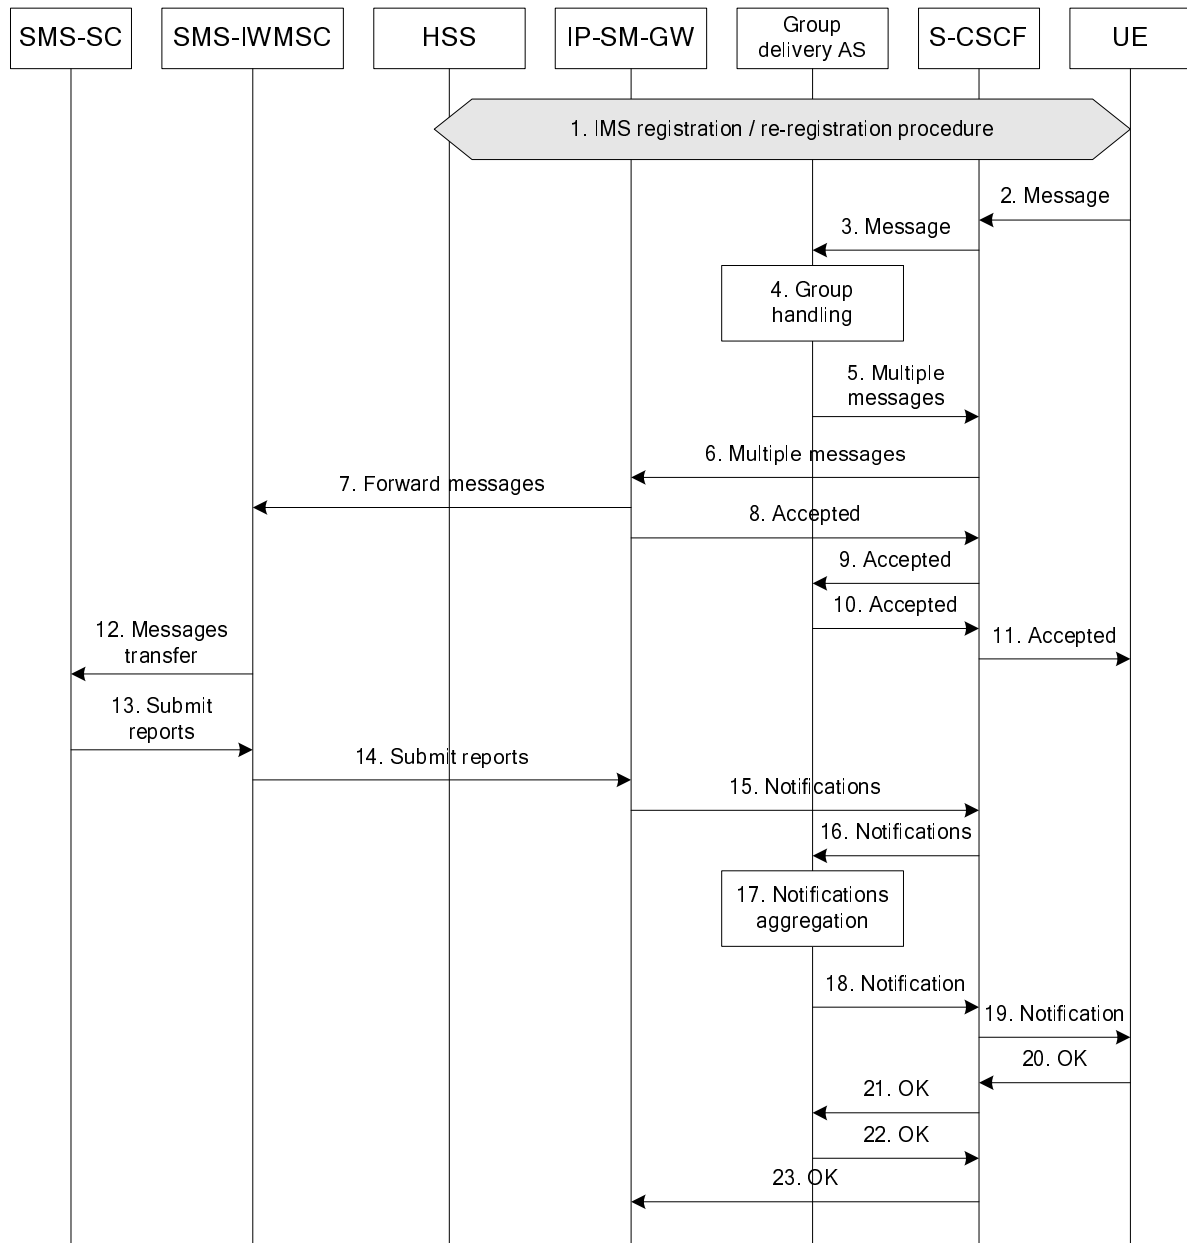 SMS-SC
SMS-IWMSC
HSS
IP-SM-GW
Group
delivery AS
S-CSCF
UE
1. IMS registration / re-registration procedure
2. Message
3. Message
4. Group
handling
5. Multiple
messages
6. Multiple messages
7. Forward messages
8. Accepted
9. Accepted
10. Accepted
11. Accepted
12. Messages
transfer
13. Submit
reports
14. Submit reports
15. Notifications
16. Notifications
17. Notifications
aggregation
18. Notification
19. Notification
20. OK
21. OK
22. OK
23. OK